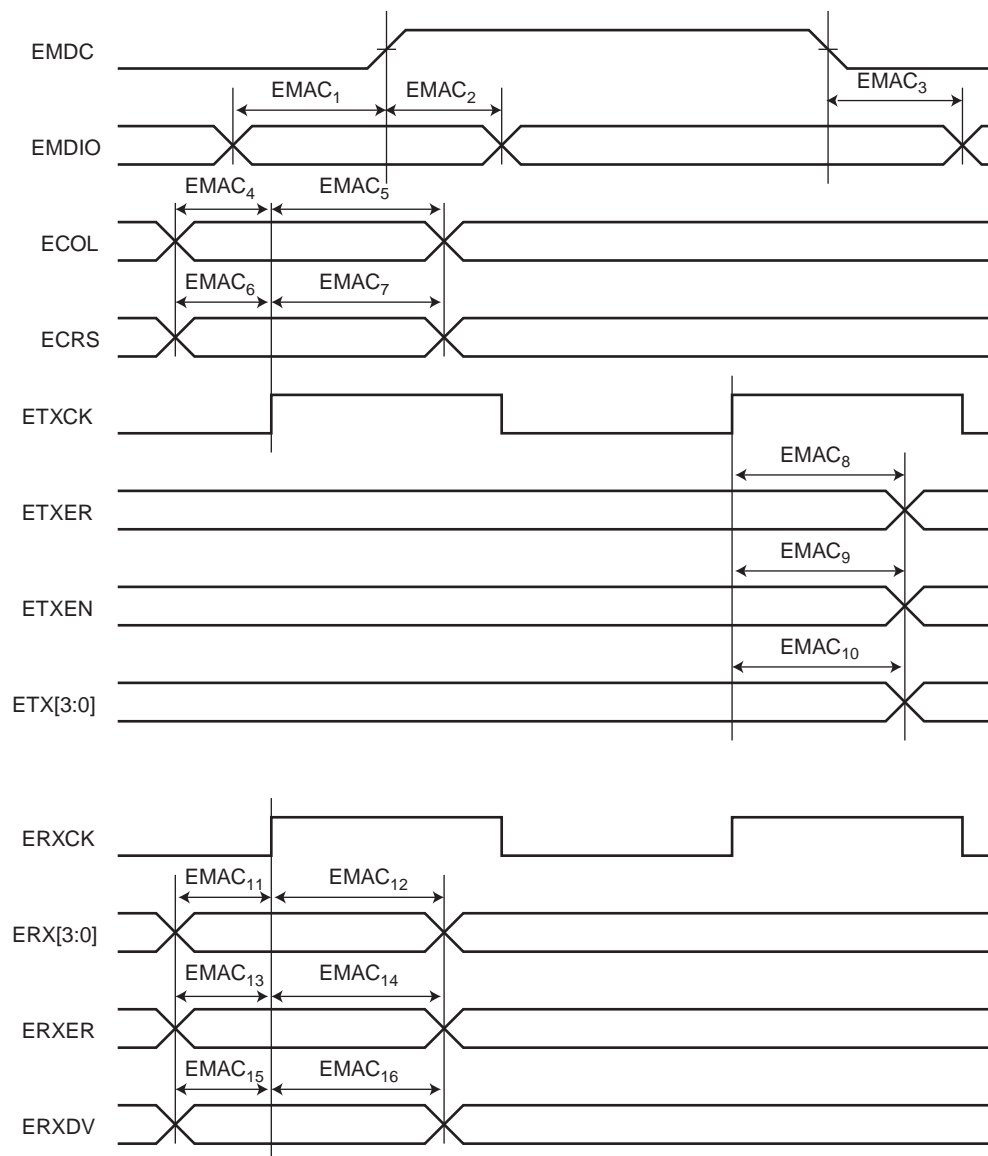 EMDC
EMAC₁ EMAC₂ EMAC₃
EMDIO
EMAC₄ EMAC₅
ECOL
EMAC₆ EMAC₇
ECRS
ETXCK
EMAC₈
ETXER
EMAC₉
ETXEN
EMAC₁₀
ETX[3:0]
ERXCK
EMAC₁₁ EMAC₁₂
ERX[3:0]
EMAC₁₃ EMAC₁₄
ERXER
EMAC₁₅ EMAC₁₆
ERXDV